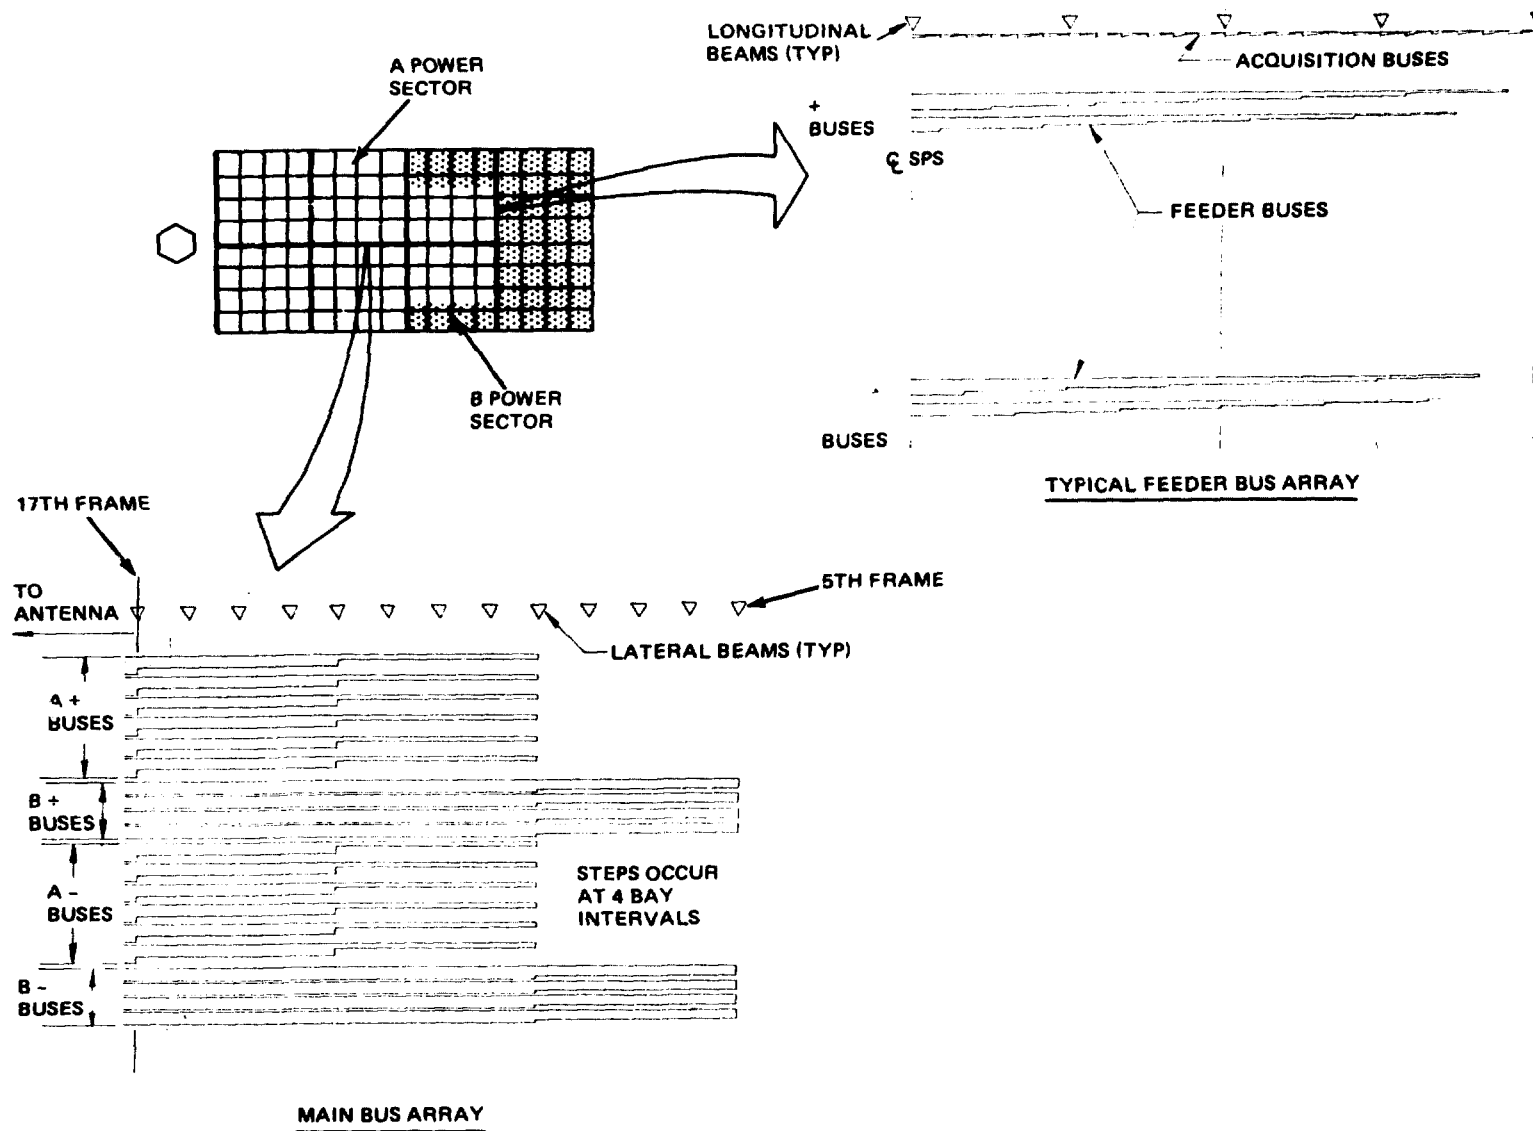 A POWER
SECTOR
B POWER
SECTOR
LONGITUDINAL
BEAMS (TYP)
ACQUISITION BUSES
+
BUSES
℄ SPS
FEEDER BUSES
BUSES
TYPICAL FEEDER BUS ARRAY
17TH FRAME
TO
ANTENNA
5TH FRAME
LATERAL BEAMS (TYP)
A +
BUSES
B +
BUSES
A -
BUSES
B -
BUSES
STEPS OCCUR
AT 4 BAY
INTERVALS
MAIN BUS ARRAY